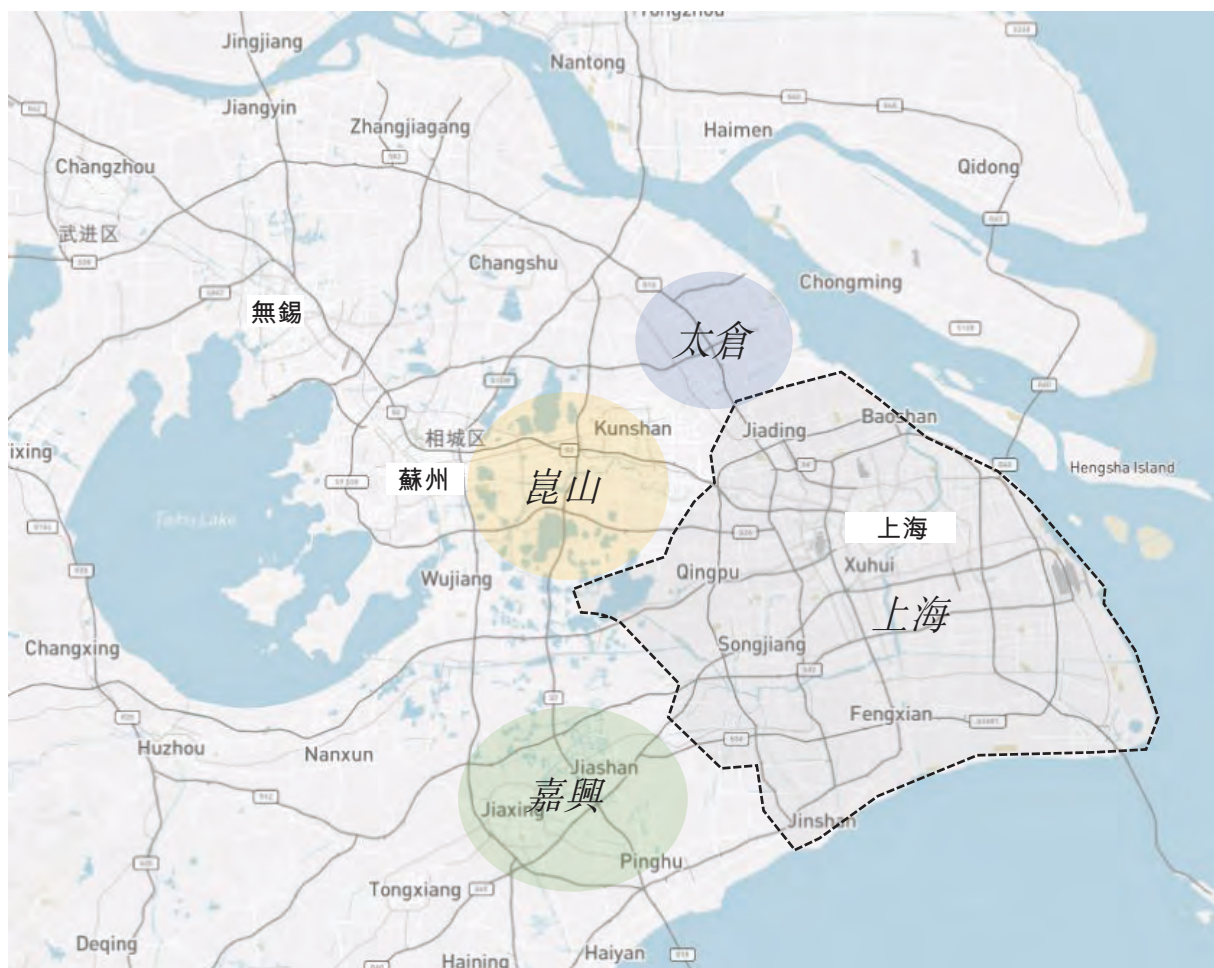 Jingjiang
Nantong
Jiangyin
Zhangjiagang
Haimen
Changzhou
Qidong
武进区
Changshu
Chongming
無錫
太倉
Baoshan
Kunshan
Jiading
相城区
Hengsha Island
蘇州
崑山
Taihu Lake
上海
Wujiang
Qingpu
Xuhui
上海
Changxing
Songjiang
Fengxian
Huzhou
Nanxun
Jiashan
嘉興
Jiaxing
Jinshan
Pinghu
Tongxiang
Deqing
Haining
Haiyan